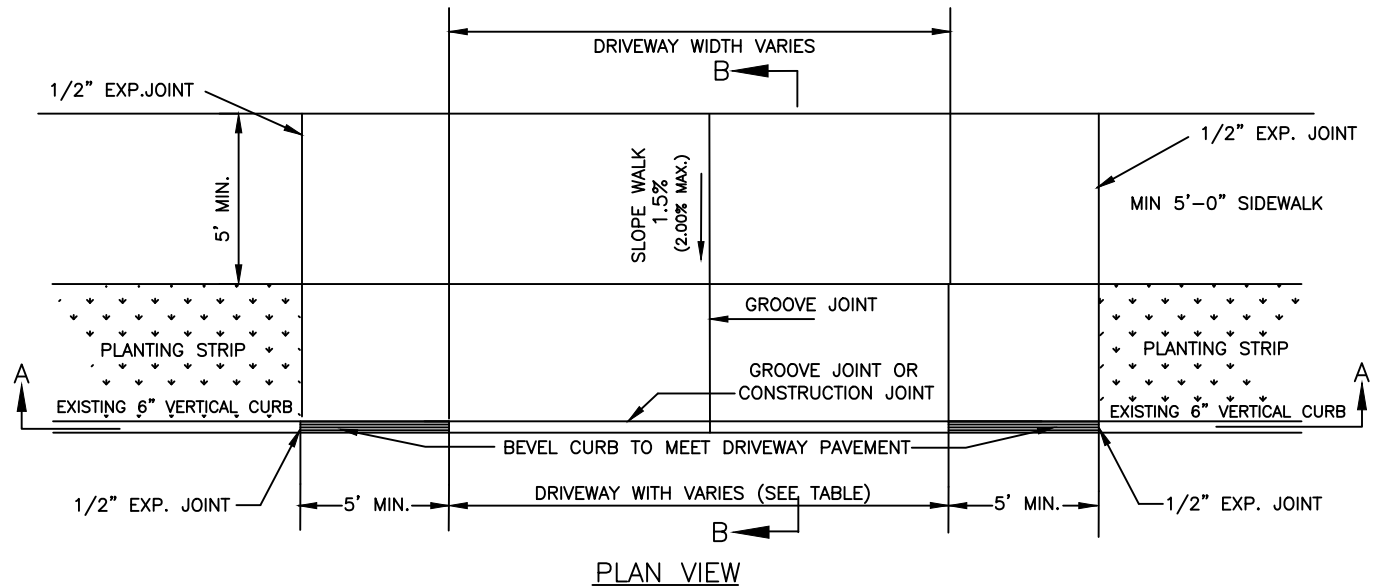 DRIVEWAY WIDTH VARIES
B
1/2" EXP.JOINT
1/2" EXP. JOINT
5' MIN.
SLOPE WALK
1.5%
(2.00% MAX.)
MIN 5'-0" SIDEWALK
GROOVE JOINT
PLANTING STRIP
PLANTING STRIP
A
GROOVE JOINT OR
CONSTRUCTION JOINT
A
EXISTING 6" VERTICAL CURB
EXISTING 6" VERTICAL CURB
BEVEL CURB TO MEET DRIVEWAY PAVEMENT
1/2" EXP. JOINT
5' MIN.
DRIVEWAY WITH VARIES (SEE TABLE)
5' MIN.
1/2" EXP. JOINT
B
PLAN VIEW